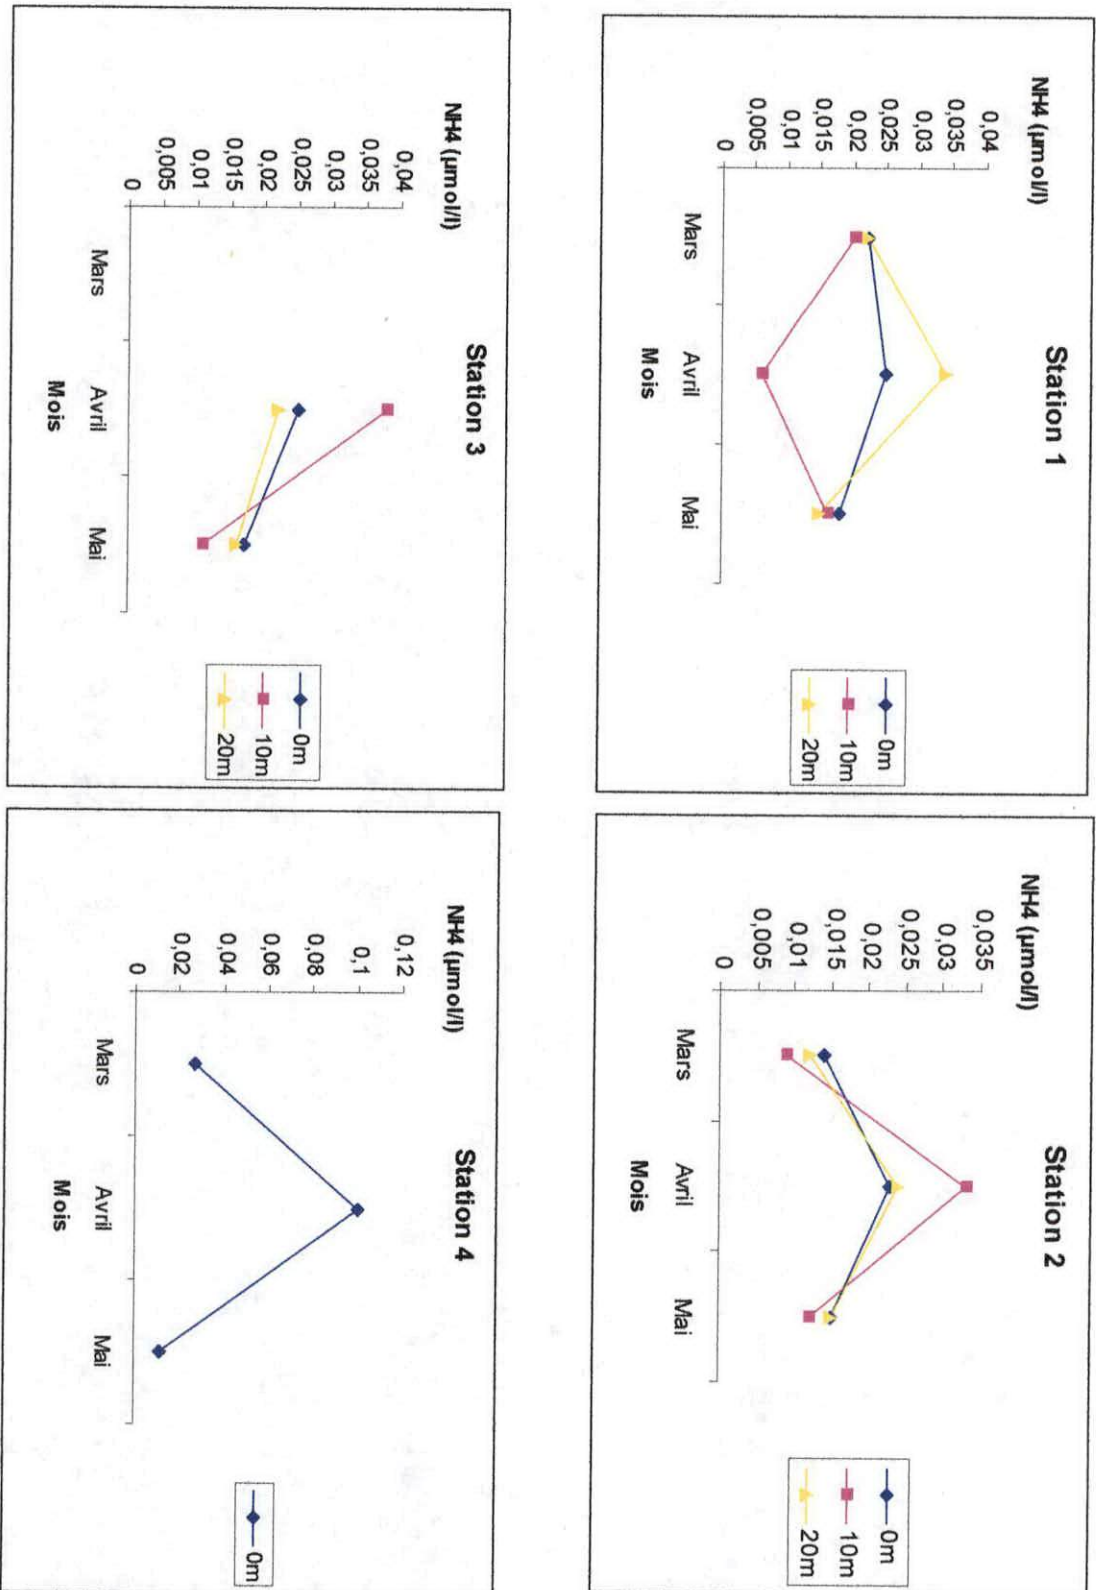 Station 1
NH4 (µmol/l)
0,04
0,035
0,03
0,025
0,02
0,015
0,01
0,005
0
Mars
Avril
Mai
Mois
0m
10m
20m
Station 2
NH4 (µmol/l)
0,035
0,03
0,025
0,02
0,015
0,01
0,005
0
Mars
Avril
Mai
Mois
0m
10m
20m
Station 3
NH4 (µmol/l)
0,04
0,035
0,03
0,025
0,02
0,015
0,01
0,005
0
Mars
Avril
Mai
Mois
0m
10m
20m
Station 4
NH4 (µmol/l)
0,12
0,1
0,08
0,06
0,04
0,02
0
Mars
Avril
Mai
Mois
0m